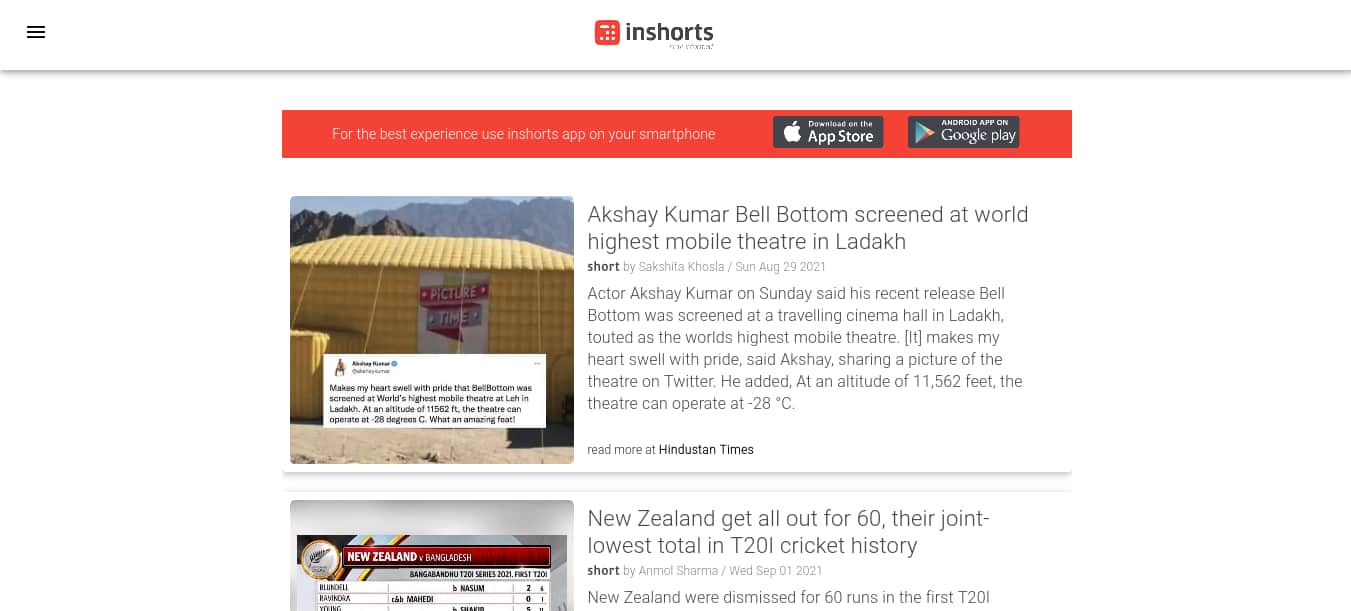 inshorts
For the best experience use inshorts app on your smartphone
Download on the
App Store
ANDROID APP ON
Google play
PICTURE
TIME
Akshay Kumar
@akshaykumar
Makes my heart swell with pride that BellBottom was
screened at World's highest mobile theatre at Leh in
Ladakh. At an altitude of 11562 ft, the theatre can
operate at -28 degrees C. What an amazing feat!
Akshay Kumar Bell Bottom screened at world
highest mobile theatre in Ladakh
short by Sakshita Khosla / Sun Aug 29 2021
Actor Akshay Kumar on Sunday said his recent release Bell
Bottom was screened at a travelling cinema hall in Ladakh,
touted as the worlds highest mobile theatre. [It] makes my
heart swell with pride, said Akshay, sharing a picture of the
theatre on Twitter. He added, At an altitude of 11,562 feet, the
theatre can operate at -28 °C.
read more at Hindustan Times
NEW ZEALAND v BANGLADESH
BANGABANDHU T20I SERIES 2021, FIRST T20I
BLUNDELL b NASUM 2 6
RAVINDRA c&b MAHEDI 0 1
YOUNG b SHAKIB 5 11
New Zealand get all out for 60, their joint-
lowest total in T20I cricket history
short by Anmol Sharma / Wed Sep 01 2021
New Zealand were dismissed for 60 runs in the first T20I